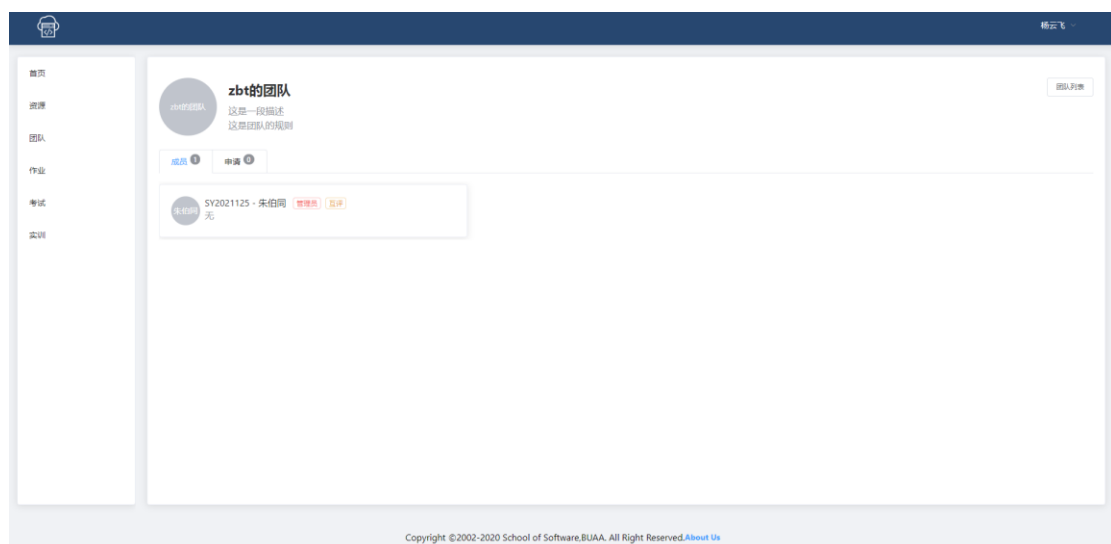 杨云飞
首页
资源
团队
作业
考试
实训
zbt的团队
zbt的团队
这是一段描述
这是团队的规则
团队列表
成员 1 申请 0
朱伯同
SY2021125 - 朱伯同 管理员 互评
无
Copyright ©2002-2020 School of Software,BUAA. All Right Reserved.About Us